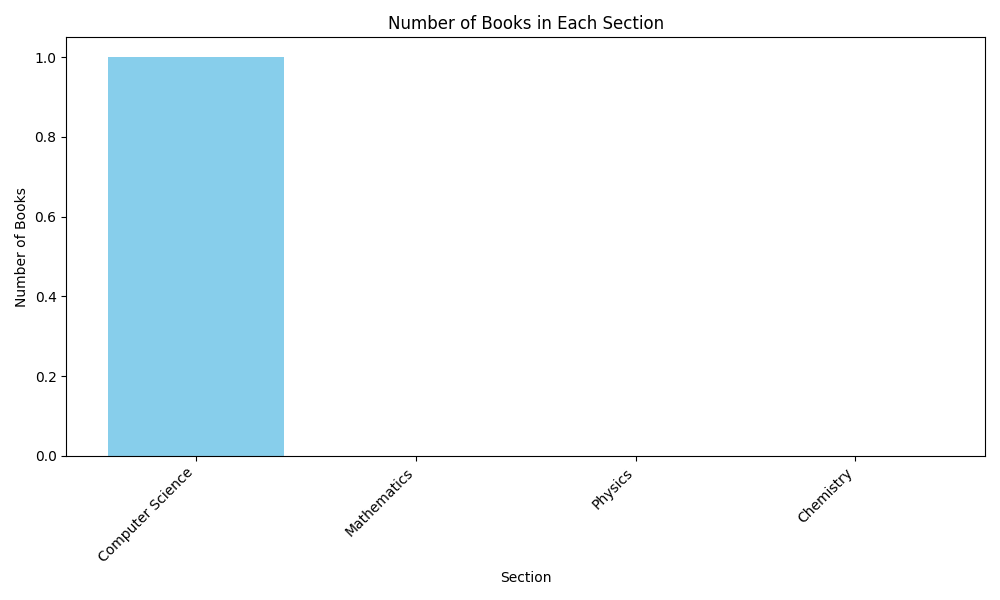 Number of Books in Each Section
Number of Books
1.0
0.8
0.6
0.4
0.2
0.0
Computer Science
Mathematics
Physics
Chemistry
Section